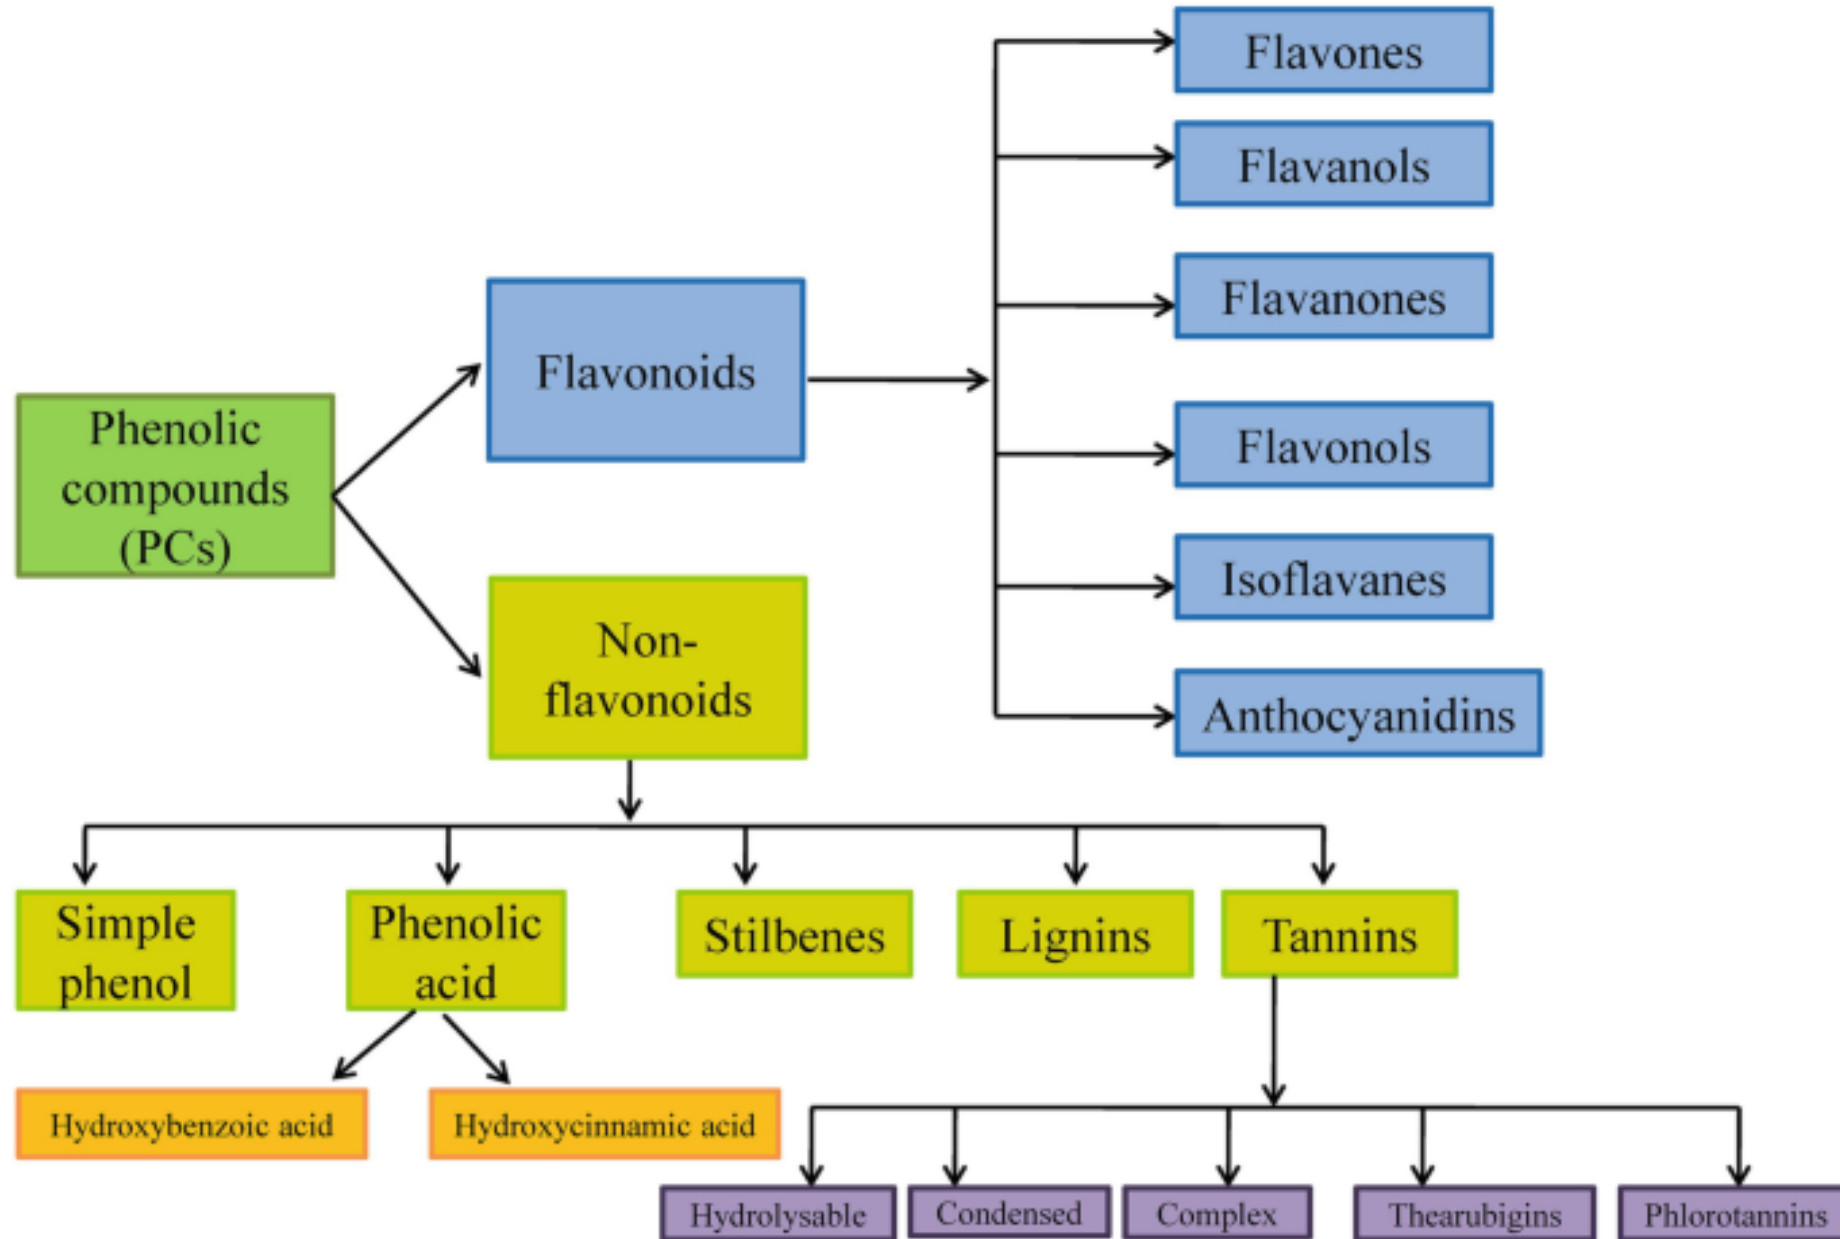 Flavones
Flavanols
Flavanones
Flavonoids
Phenolic
compounds
(PCs)
Flavonols
Isoflavanes
Non-
flavonoids
Anthocyanidins
Simple
phenol
Phenolic
acid
Stilbenes
Lignins
Tannins
Hydroxybenzoic acid
Hydroxycinnamic acid
Hydrolysable
Condensed
Complex
Thearubigins
Phlorotannins